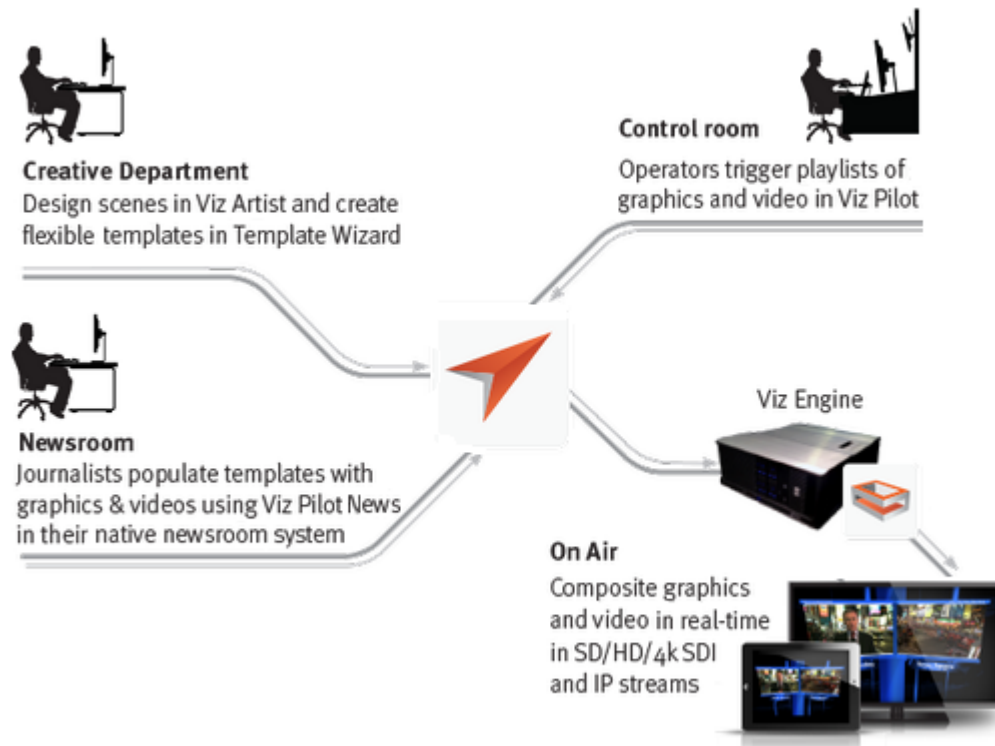 Creative Department
Design scenes in Viz Artist and create
flexible templates in Template Wizard
Control room
Operators trigger playlists of
graphics and video in Viz Pilot
Newsroom
Journalists populate templates with
graphics & videos using Viz Pilot News
in their native newsroom system
Viz Engine
On Air
Composite graphics
and video in real-time
in SD/HD/4k SDI
and IP streams